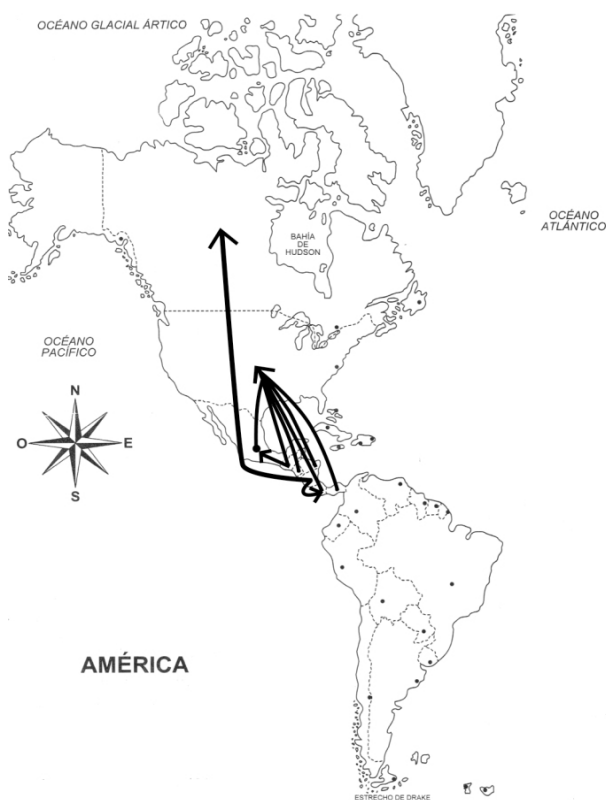 OCÉANO GLACIAL ÁRTICO
BAHÍA
DE
HUDSON
OCÉANO
ATLÁNTICO
OCÉANO
PACÍFICO
N
O
E
S
AMÉRICA
ESTRECHO DE DRAKE